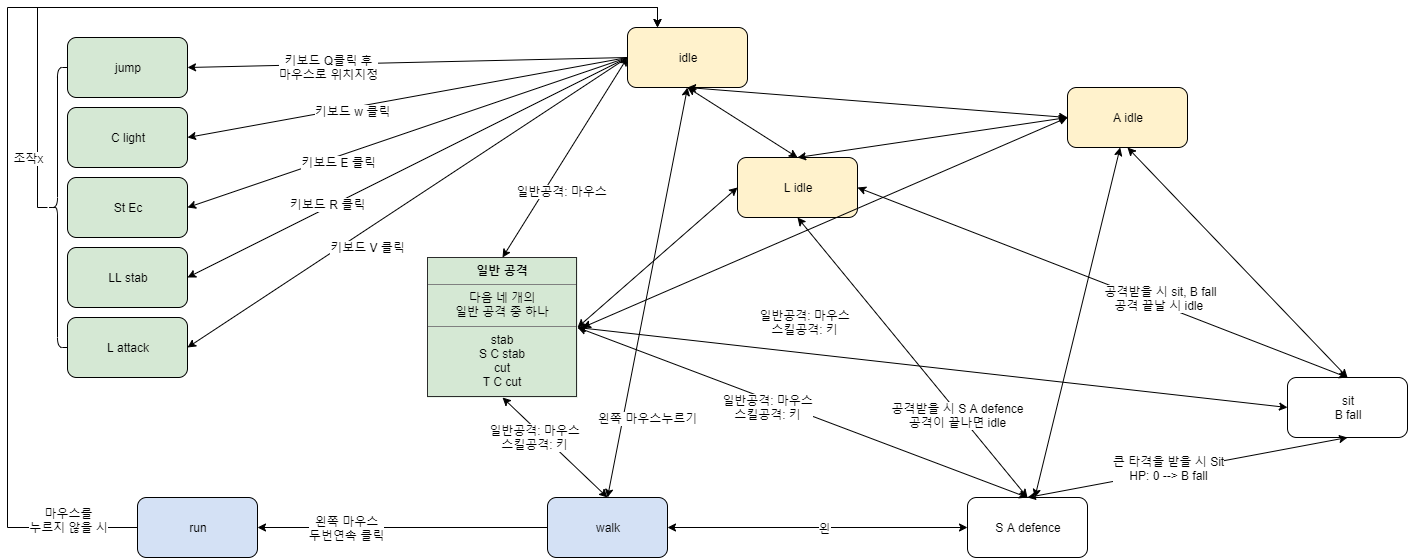 idle
jump
키보드 Q클릭 후
마우스로 위치지정
A idle
C light
키보드 w 클릭
조작x
키보드 E 클릭
L idle
St Ec
키보드 R 클릭
일반공격: 마우스
키보드 V 클릭
LL stab
L attack
일반 공격
다음 네 개의
일반 공격 중 하나
stab
S C stab
cut
T C cut
공격받을 시 sit, B fall
공격 끝날 시 idle
일반공격: 마우스
스킬공격: 키
sit
B fall
일반공격: 마우스
스킬공격: 키
공격받을 시 S A defence
공격이 끝나면 idle
왼쪽 마우스누르기
일반공격: 마우스
스킬공격: 키
큰 타격을 받을 시 Sit
HP: 0 --> B fall
마우스를
누르지 않을 시
run
왼쪽 마우스
두번연속 클릭
walk
왼
S A defence